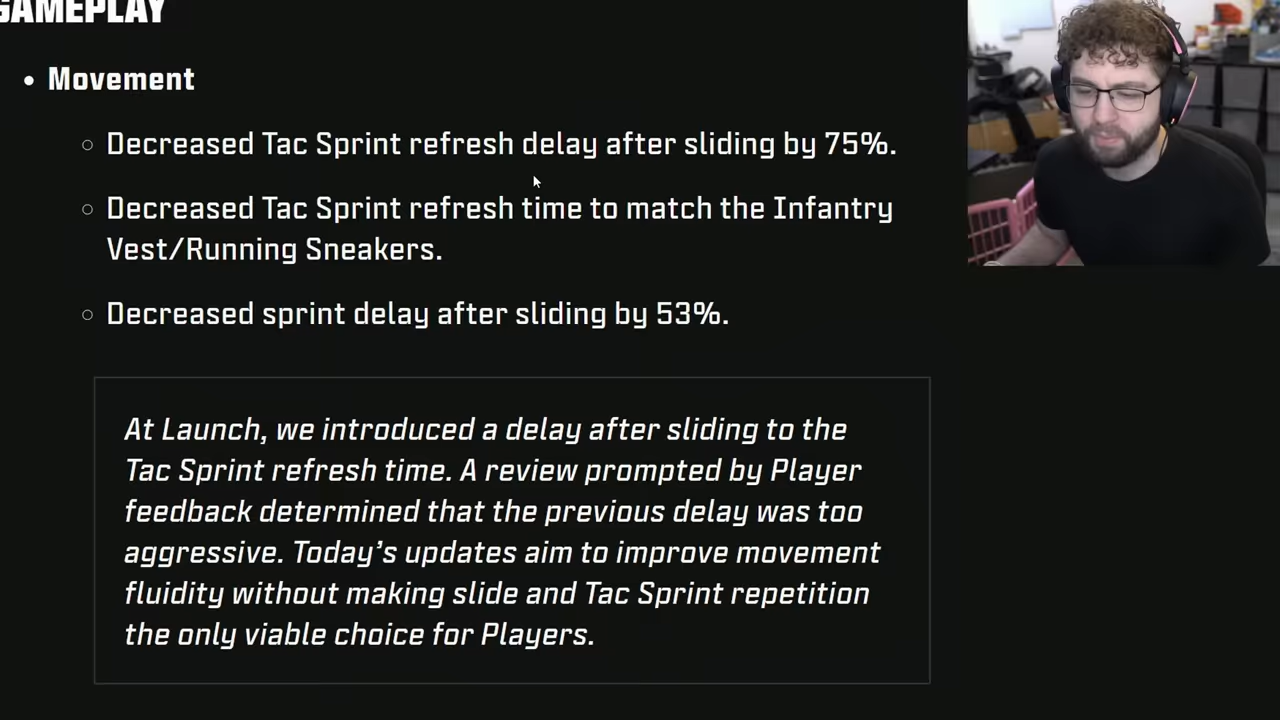 GAMEPLAY
• Movement
○ Decreased Tac Sprint refresh delay after sliding by 75%.
○ Decreased Tac Sprint refresh time to match the Infantry
Vest/Running Sneakers.
○ Decreased sprint delay after sliding by 53%.
At Launch, we introduced a delay after sliding to the
Tac Sprint refresh time. A review prompted by Player
feedback determined that the previous delay was too
aggressive. Today’s updates aim to improve movement
fluidity without making slide and Tac Sprint repetition
the only viable choice for Players.